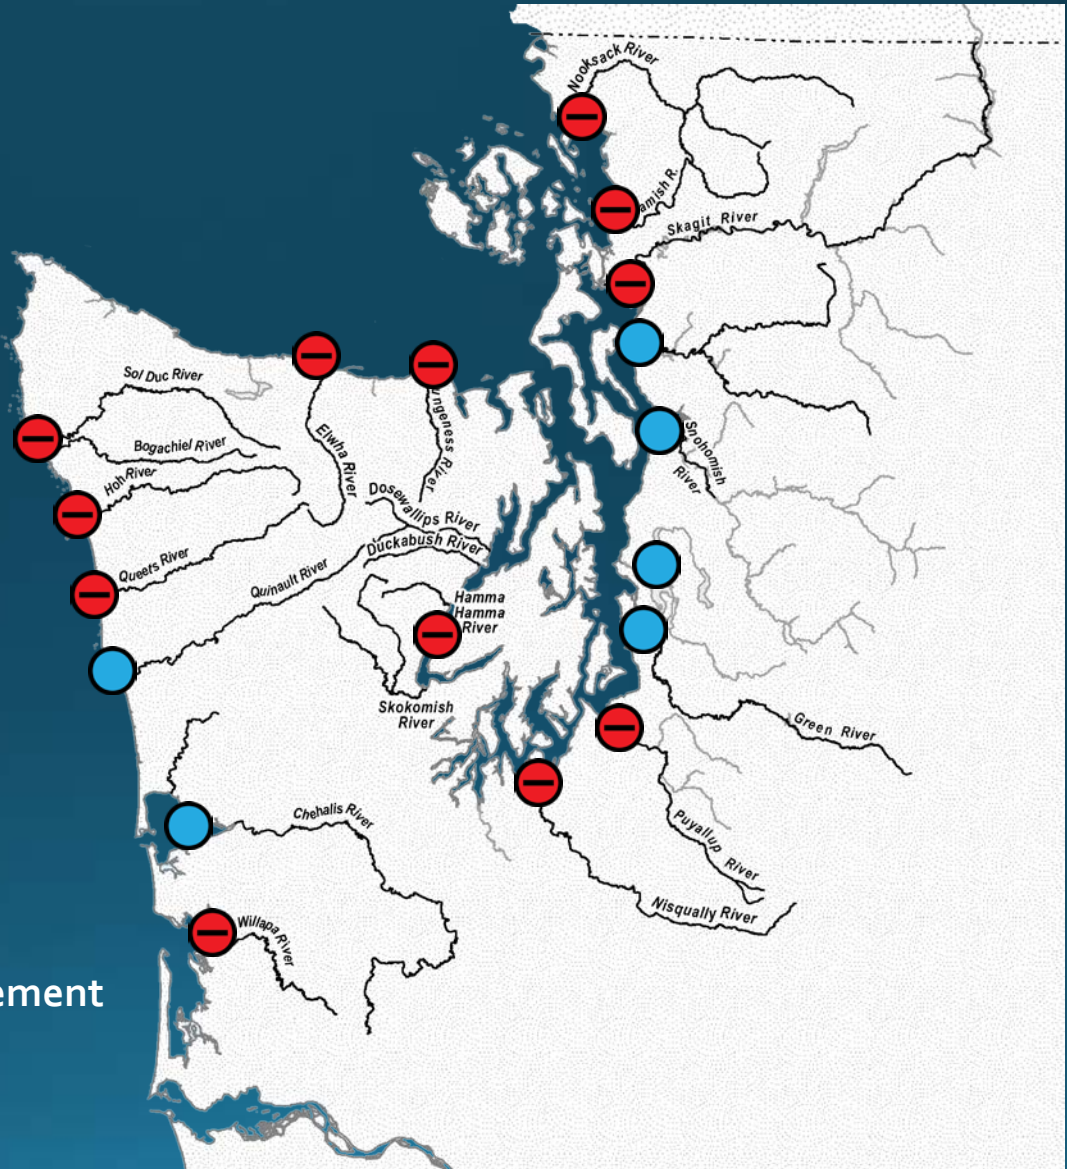 Nooksack River
amish R.
Skagit River
Sol Duc River
Bogachiel River
Hoh River
Elwha River
ungeness River
Snohomish
River
Dosewallips River
Duckabush River
Queets River
Quinault River
Hamma
Hamma
River
Skokomish
River
Green River
Chehalis River
Puyallup River
Nisqually River
Willapa River
ement